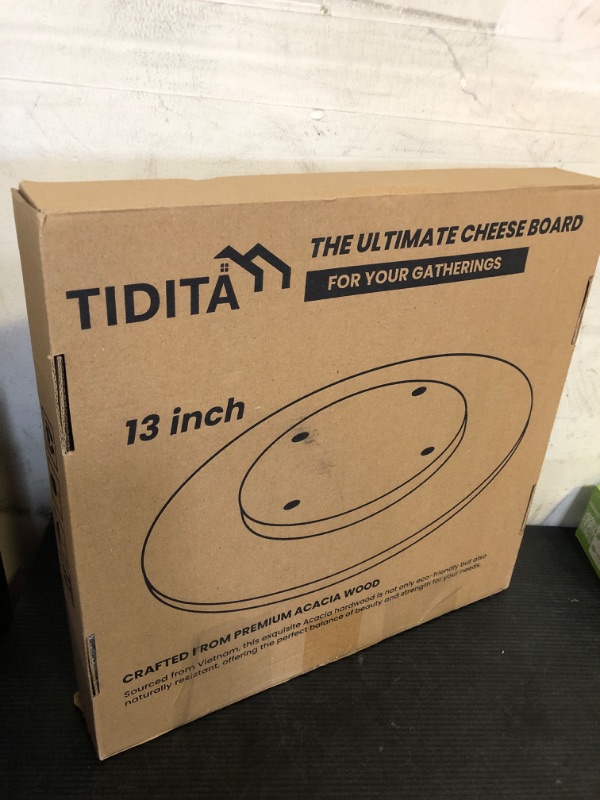 TIDITA
THE ULTIMATE CHEESE BOARD
FOR YOUR GATHERINGS
13 inch
CRAFTED FROM PREMIUM ACACIA WOOD
Sourced from Vietnam, this exquisite Acacia hardwood is not only eco-friendly but also
naturally resistant, offering the perfect balance of beauty and strength for your needs.